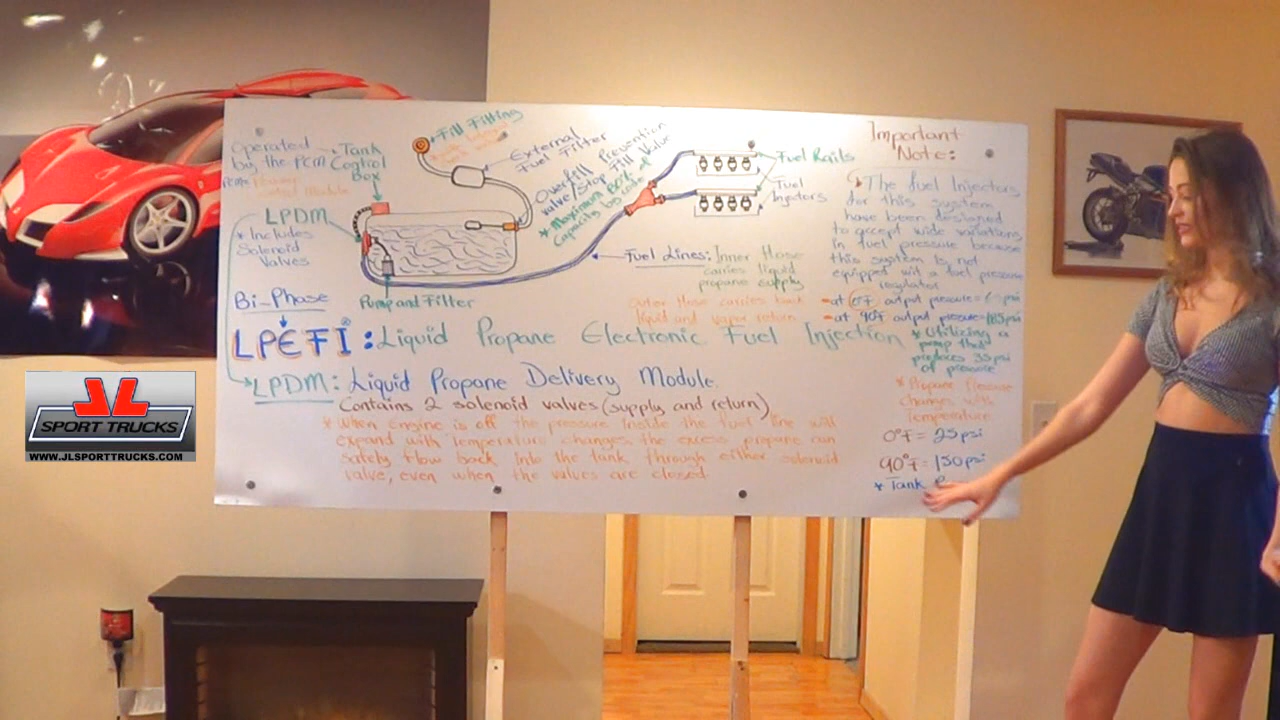 Operated
by the PCM
Tank
Control
Box
Fill Fitting
External
Fuel Filter
Overfill Prevention
Valve/Stop Fill Valve
* Maximum 80% of
Capacity by
LPDM
* Includes
Solenoid
Valves
Pump and Filter
Fuel Rails
Fuel
Injectors
Fuel Lines: Inner Hose
carries liquid
propane supply
outer Hose carries back
liquid and vapor return
Bi-Phase
LPEFI: Liquid Propane Electronic Fuel Injection
LPDM: Liquid Propane Delivery Module.
Contains 2 solenoid valves (supply and return)
* When engine is off the pressure inside the fuel line will
expand with temperature changes, the excess propane can
safely flow back into the tank through either solenoid
valve, even when the valves are closed
Important
Note:
The fuel Injectors
for this system
have been designed
to accept wide variations
in fuel pressure because
this system is not
equipped wit a fuel pressure
regulator
at 0°F output pressure=
at 90°F output pressure=185psi
* Utilizing a
pump that
produces 35psi
of pressure
* Propane Pressure
changes with
Temperature
0°F = 25psi
90°F = 150psi
* Tank
JL
SPORT TRUCKS
WWW.JLSPORTTRUCKS.COM